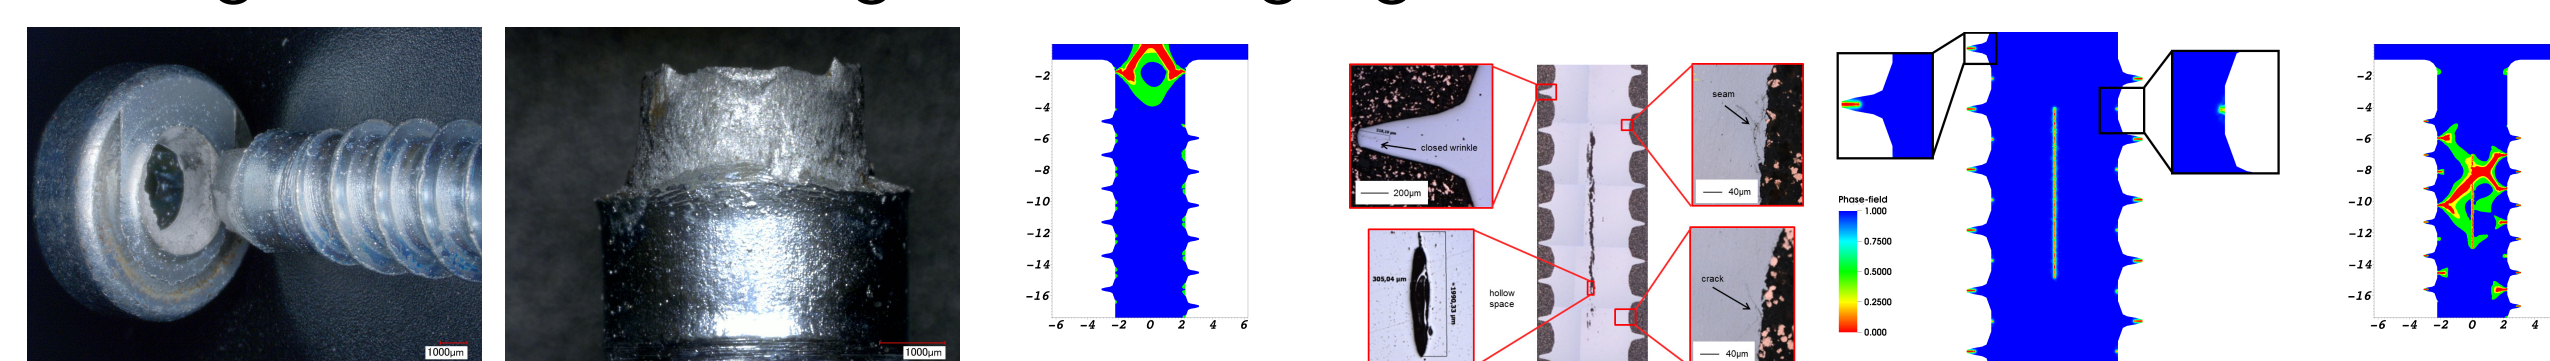 1000µm
1000µm
-2
-4
-6
-8
-10
-12
-14
-16
-6 -4 -2 0 2 4 6
closed wrinkle
200µm
seam
40µm
305,04 µm
hollow
space
crack
40µm
Phase-field
1.000
0.7500
0.5000
0.2500
0.000
-2
-4
-6
-8
-10
-12
-14
-16
-6 -4 -2 0 2 4